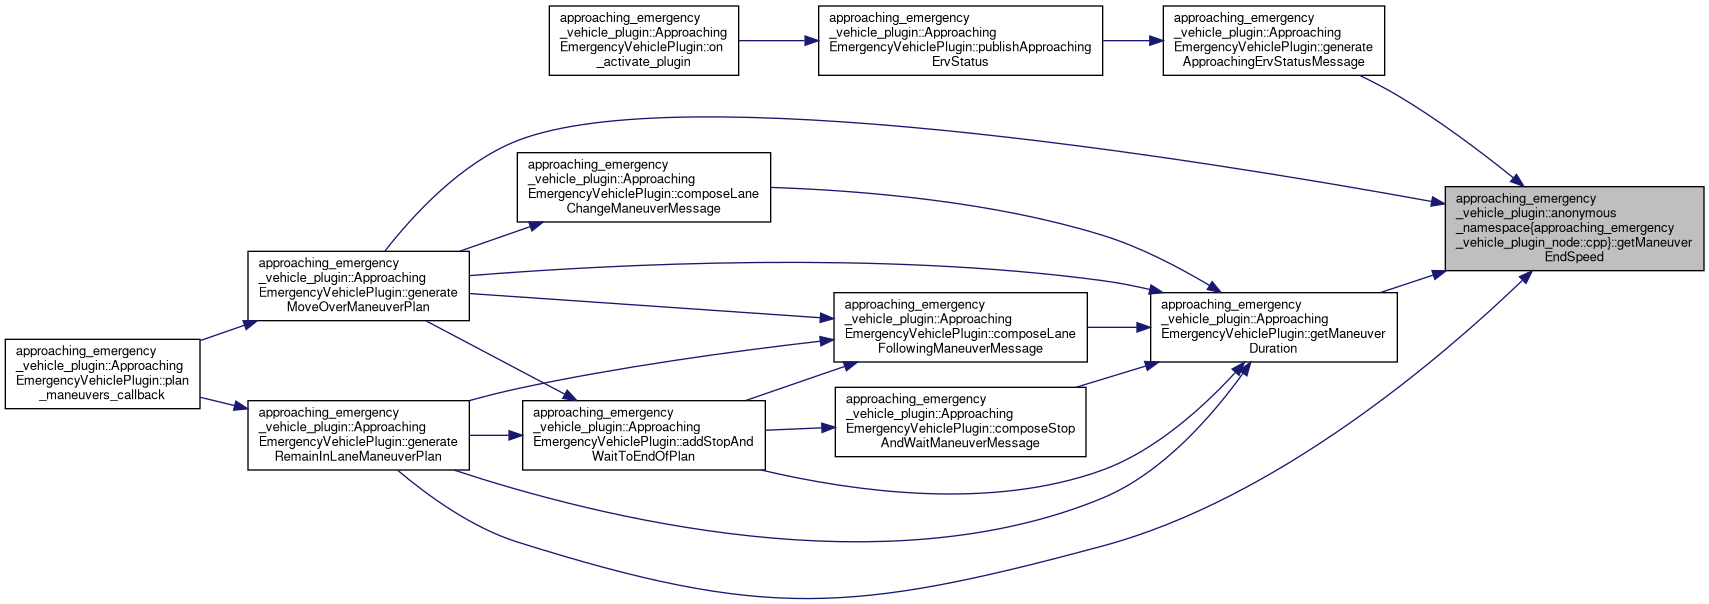 approaching_emergency
_vehicle_plugin::Approaching
EmergencyVehiclePlugin::on
_activate_plugin
approaching_emergency
_vehicle_plugin::Approaching
EmergencyVehiclePlugin::publishApproaching
ErvStatus
approaching_emergency
_vehicle_plugin::Approaching
EmergencyVehiclePlugin::generate
ApproachingErvStatusMessage
approaching_emergency
_vehicle_plugin::Approaching
EmergencyVehiclePlugin::composeLane
ChangeManeuverMessage
approaching_emergency
_vehicle_plugin::anonymous
_namespace{approaching_emergency
_vehicle_plugin_node::cpp}::getManeuver
EndSpeed
approaching_emergency
_vehicle_plugin::Approaching
EmergencyVehiclePlugin::generate
MoveOverManeuverPlan
approaching_emergency
_vehicle_plugin::Approaching
EmergencyVehiclePlugin::composeLane
FollowingManeuverMessage
approaching_emergency
_vehicle_plugin::Approaching
EmergencyVehiclePlugin::getManeuver
Duration
approaching_emergency
_vehicle_plugin::Approaching
EmergencyVehiclePlugin::plan
_maneuvers_callback
approaching_emergency
_vehicle_plugin::Approaching
EmergencyVehiclePlugin::generate
RemainInLaneManeuverPlan
approaching_emergency
_vehicle_plugin::Approaching
EmergencyVehiclePlugin::addStopAnd
WaitToEndOfPlan
approaching_emergency
_vehicle_plugin::Approaching
EmergencyVehiclePlugin::composeStop
AndWaitManeuverMessage